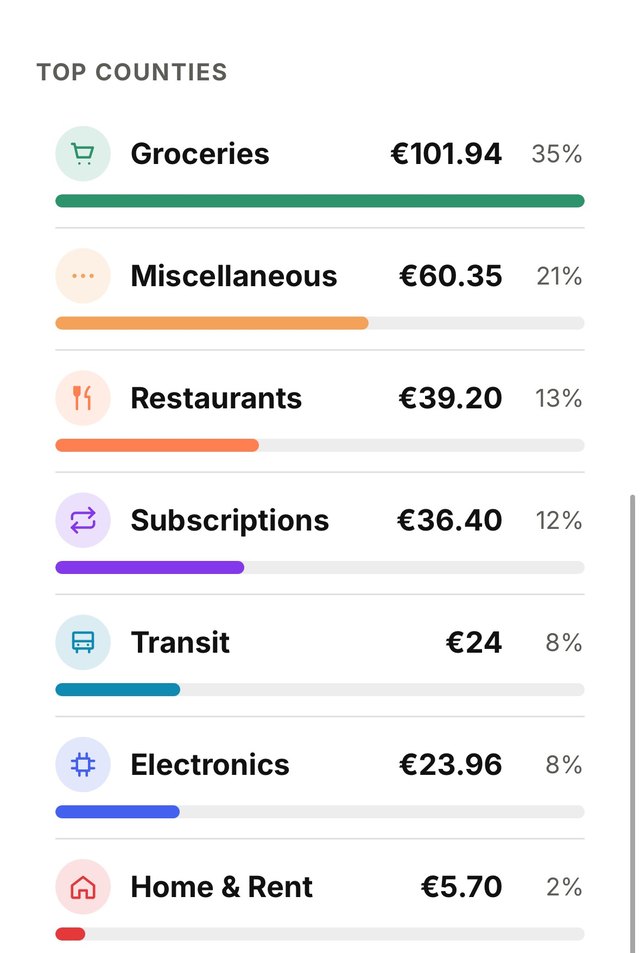 TOP COUNTIES
Groceries €101.94 35%
Miscellaneous €60.35 21%
Restaurants €39.20 13%
Subscriptions €36.40 12%
Transit €24 8%
Electronics €23.96 8%
Home & Rent €5.70 2%